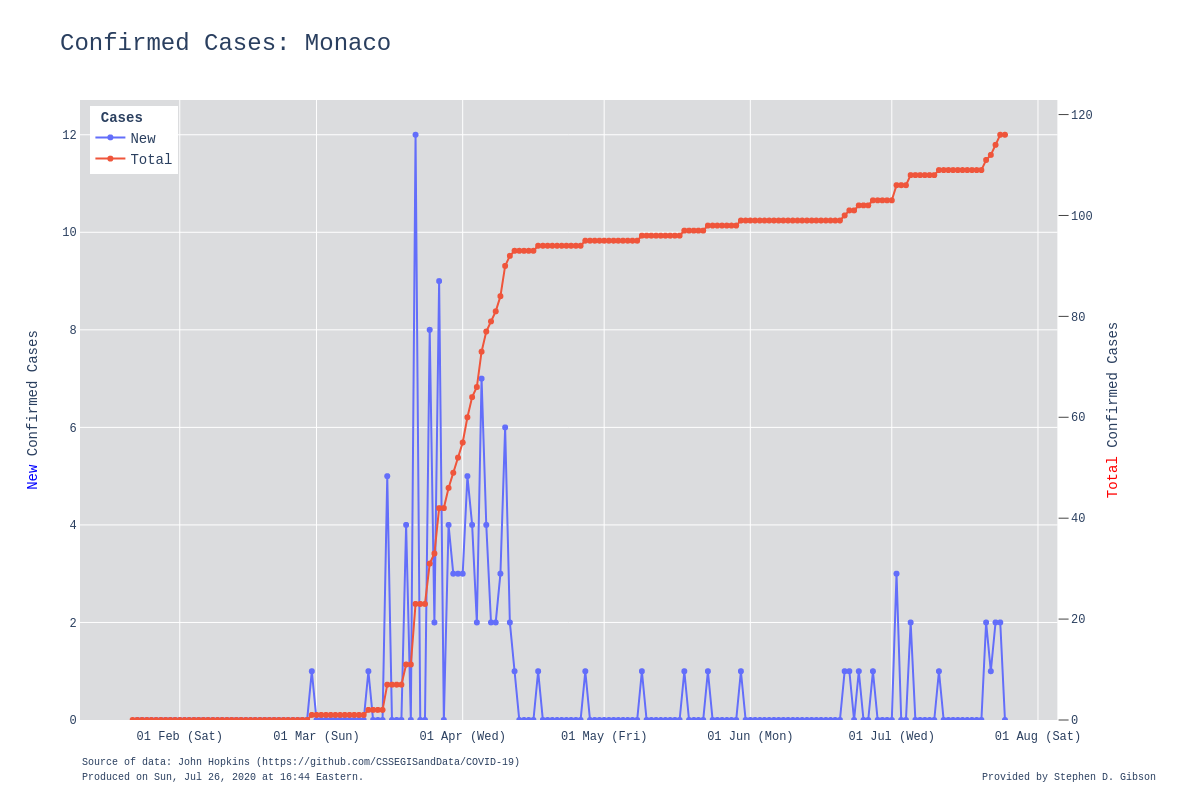 Confirmed Cases: Monaco
Cases
New
Total
12
10
8
6
4
2
0
120
100
80
60
40
20
0
New Confirmed Cases
Total Confirmed Cases
01 Feb (Sat)
01 Mar (Sun)
01 Apr (Wed)
01 May (Fri)
01 Jun (Mon)
01 Jul (Wed)
01 Aug (Sat)
Source of data: John Hopkins (https://github.com/CSSEGISandData/COVID-19)
Produced on Sun, Jul 26, 2020 at 16:44 Eastern.
Provided by Stephen D. Gibson